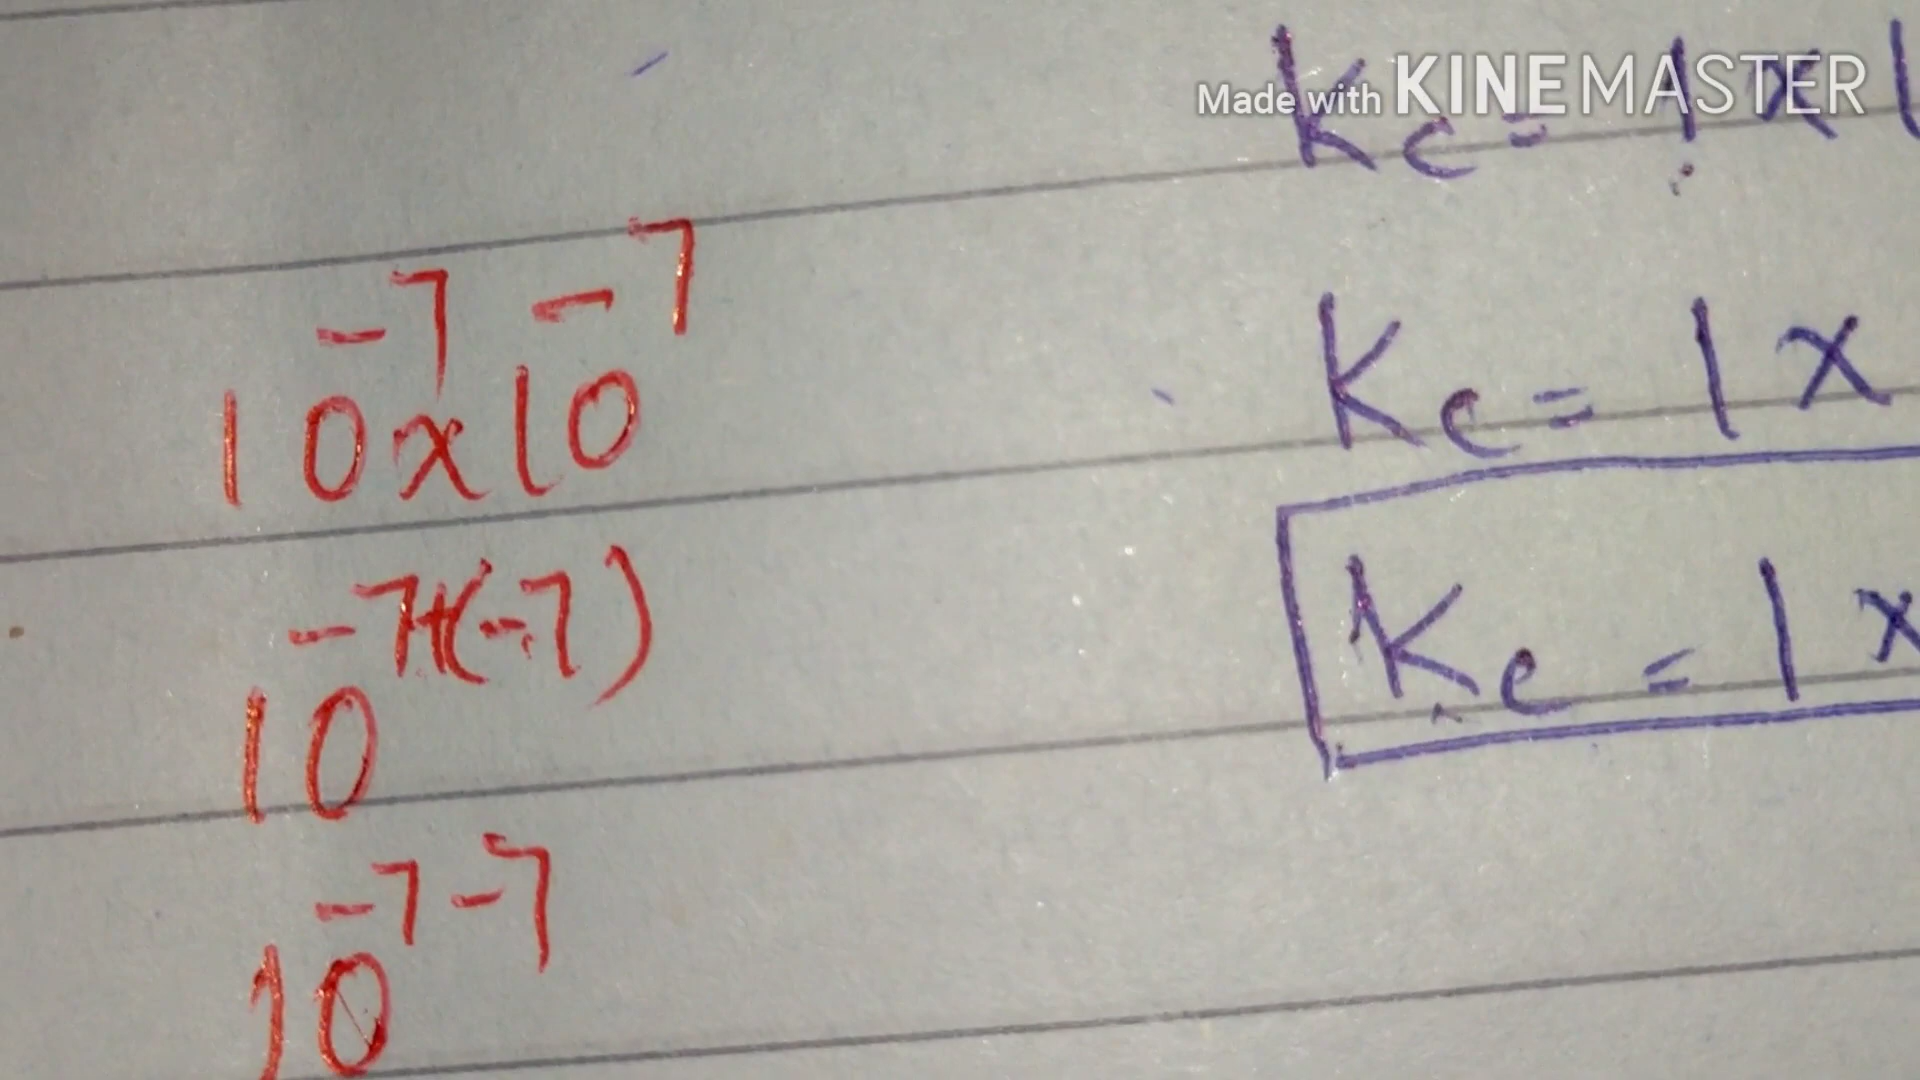 Made with KINEMASTER
Kc = 1 x 1
10^-7 x 10^-7
Kc = 1 x
10^-7+(-7)
Kc = 1 x
10^-7-7